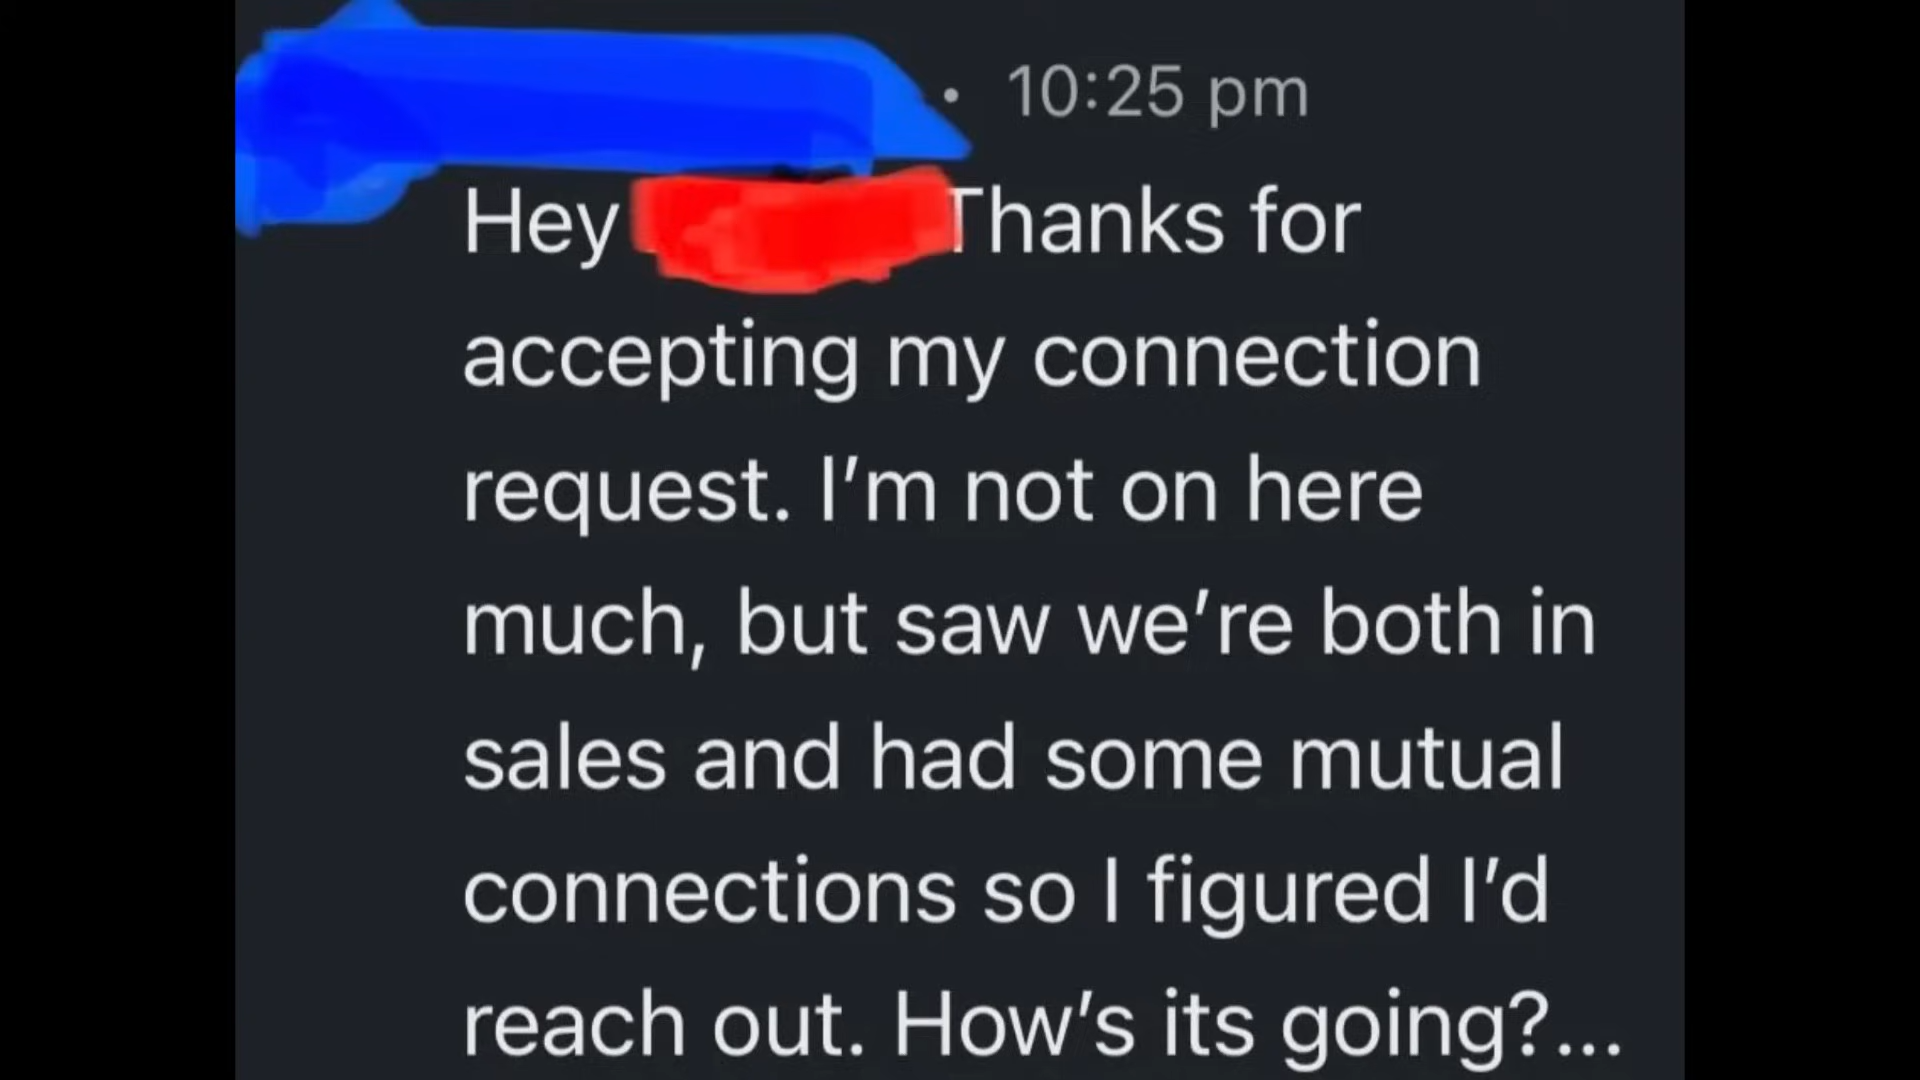 · 10:25 pm
Hey Thanks for
accepting my connection
request. I’m not on here
much, but saw we’re both in
sales and had some mutual
connections so I figured I’d
reach out. How’s its going?...